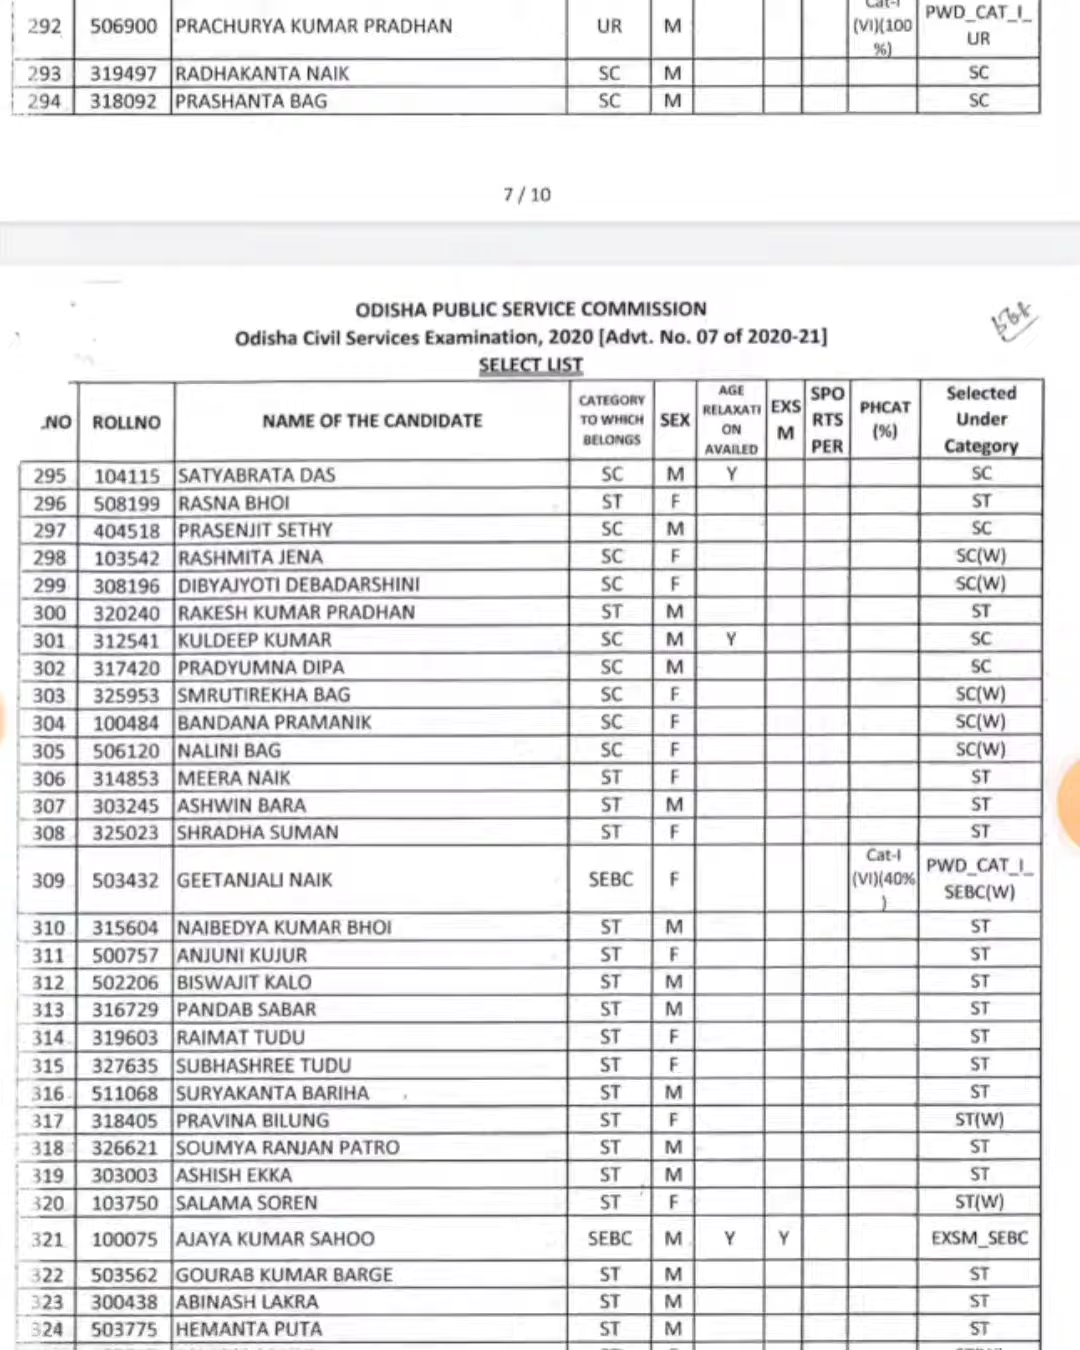 292 506900 PRACHURYA KUMAR PRADHAN UR M Cat-I (VI)(100 %) PWD_CAT_I_ UR
293 319497 RADHAKANTA NAIK SC M SC
294 318092 PRASHANTA BAG SC M SC
7 / 10
ODISHA PUBLIC SERVICE COMMISSION
Odisha Civil Services Examination, 2020 [Advt. No. 07 of 2020-21]
SELECT LIST
.NO ROLLNO NAME OF THE CANDIDATE CATEGORY TO WHICH BELONGS SEX AGE RELAXATI ON AVAILED EXS M SPO RTS PER PHCAT (%) Selected Under Category
295 104115 SATYABRATA DAS SC M Y SC
296 508199 RASNA BHOI ST F ST
297 404518 PRASENJIT SETHY SC M SC
298 103542 RASHMITA JENA SC F SC(W)
299 308196 DIBYAJYOTI DEBADARSHINI SC F SC(W)
300 320240 RAKESH KUMAR PRADHAN ST M ST
301 312541 KULDEEP KUMAR SC M Y SC
302 317420 PRADYUMNA DIPA SC M SC
303 325953 SMRUTIREKHA BAG SC F SC(W)
304 100484 BANDANA PRAMANIK SC F SC(W)
305 506120 NALINI BAG SC F SC(W)
306 314853 MEERA NAIK ST F ST
307 303245 ASHWIN BARA ST M ST
308 325023 SHRADHA SUMAN ST F ST
309 503432 GEETANJALI NAIK SEBC F Cat-I (VI)(40% ) PWD_CAT_I_ SEBC(W)
310 315604 NAIBEDYA KUMAR BHOI ST M ST
311 500757 ANJUNI KUJUR ST F ST
312 502206 BISWAJIT KALO ST M ST
313 316729 PANDAB SABAR ST M ST
314 319603 RAIMAT TUDU ST F ST
315 327635 SUBHASHREE TUDU ST F ST
316 511068 SURYAKANTA BARIHA ST M ST
317 318405 PRAVINA BILUNG ST F ST(W)
318 326621 SOUMYA RANJAN PATRO ST M ST
319 303003 ASHISH EKKA ST M ST
320 103750 SALAMA SOREN ST F ST(W)
321 100075 AJAYA KUMAR SAHOO SEBC M Y Y EXSM_SEBC
322 503562 GOURAB KUMAR BARGE ST M ST
323 300438 ABINASH LAKRA ST M ST
324 503775 HEMANTA PUTA ST M ST